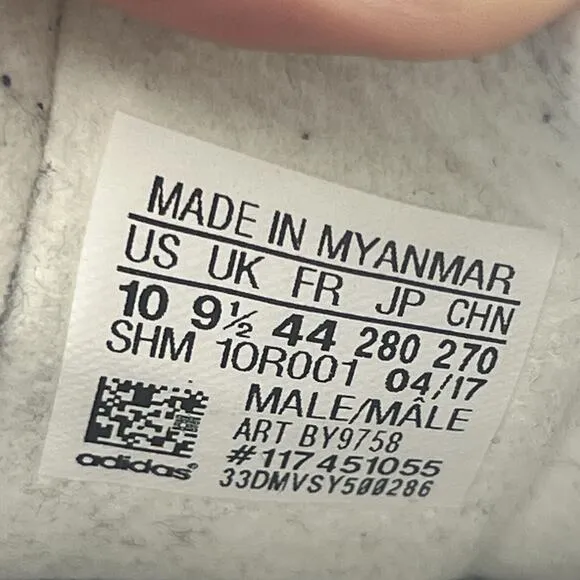 MADE IN MYANMAR
US UK FR JP CHN
10 9½ 44 280 270
SHM 10R001 04/17
MALE/MÂLE
ART BY9758
#117451055
adidas
33DMVSY500286